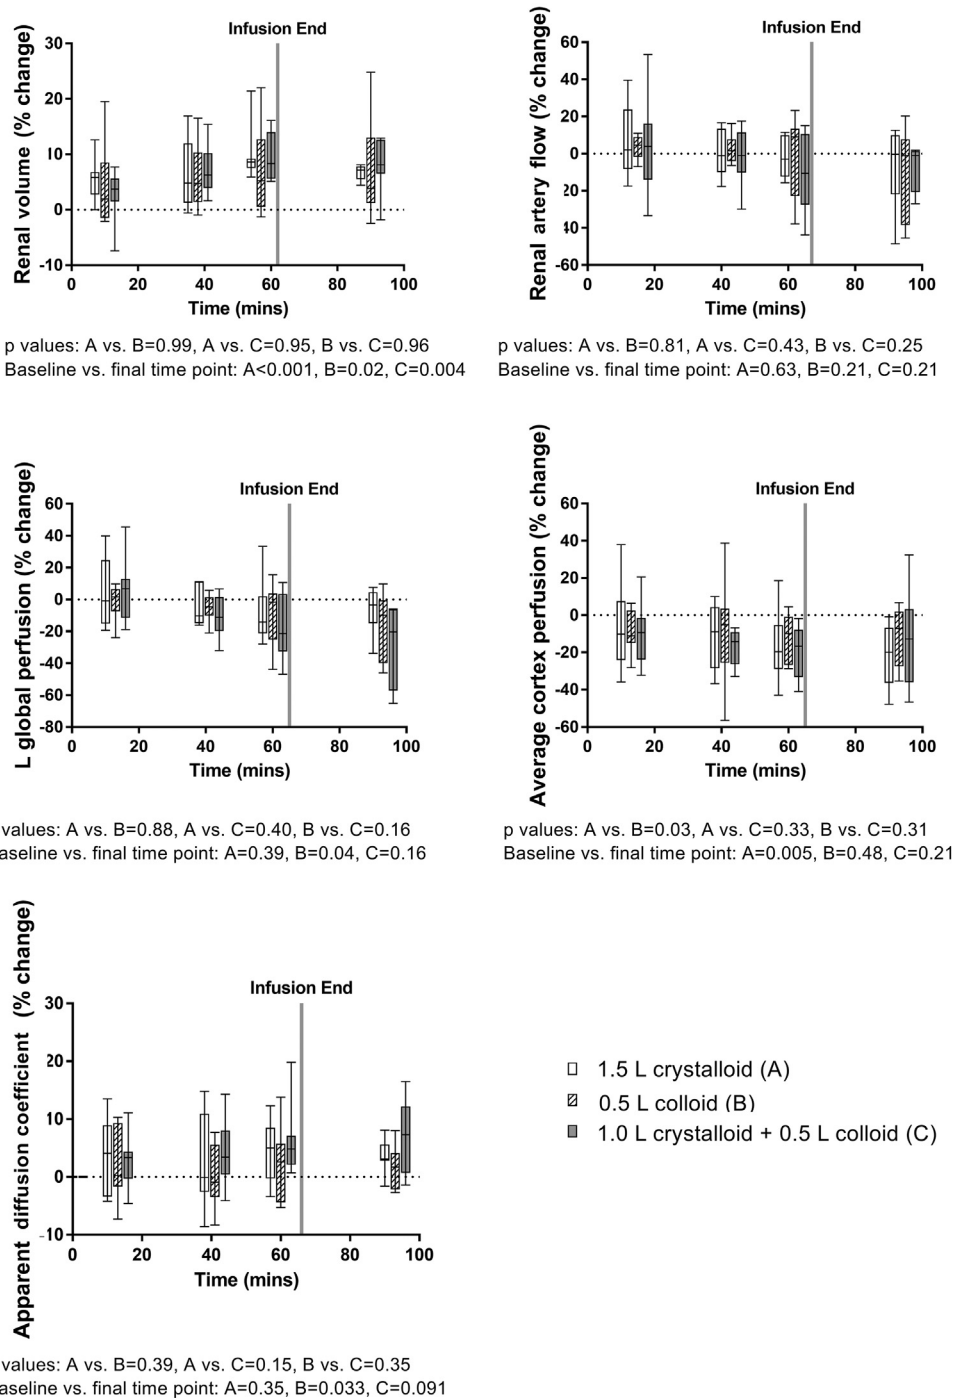 Infusion End
Renal volume (% change)
30
20
10
0
-10
0 20 40 60 80 100
Time (mins)
p values: A vs. B=0.99, A vs. C=0.95, B vs. C=0.96
Baseline vs. final time point: A<0.001, B=0.02, C=0.004
Infusion End
Renal artery flow (% change)
60
40
20
0
20
40
-60
0 20 40 60 80 100
Time (mins)
p values: A vs. B=0.81, A vs. C=0.43, B vs. C=0.25
Baseline vs. final time point: A=0.63, B=0.21, C=0.21
Infusion End
L global perfusion (% change)
60
40
20
0
-20
-40
-60
-80
0 20 40 60 80 100
Time (mins)
values: A vs. B=0.88, A vs. C=0.40, B vs. C=0.16
aseline vs. final time point: A=0.39, B=0.04, C=0.16
Infusion End
Average cortex perfusion (% change)
60
40
20
0
-20
-40
-60
0 20 40 60 80 100
Time (mins)
p values: A vs. B=0.03, A vs. C=0.33, B vs. C=0.31
Baseline vs. final time point: A=0.005, B=0.48, C=0.21
Infusion End
Apparent diffusion coefficient (% change)
30
20
10
0
-10
0 20 40 60 80 100
Time (mins)
values: A vs. B=0.39, A vs. C=0.15, B vs. C=0.35
aseline vs. final time point: A=0.35, B=0.033, C=0.091
1.5 L crystalloid (A)
0.5 L colloid (B)
1.0 L crystalloid + 0.5 L colloid (C)